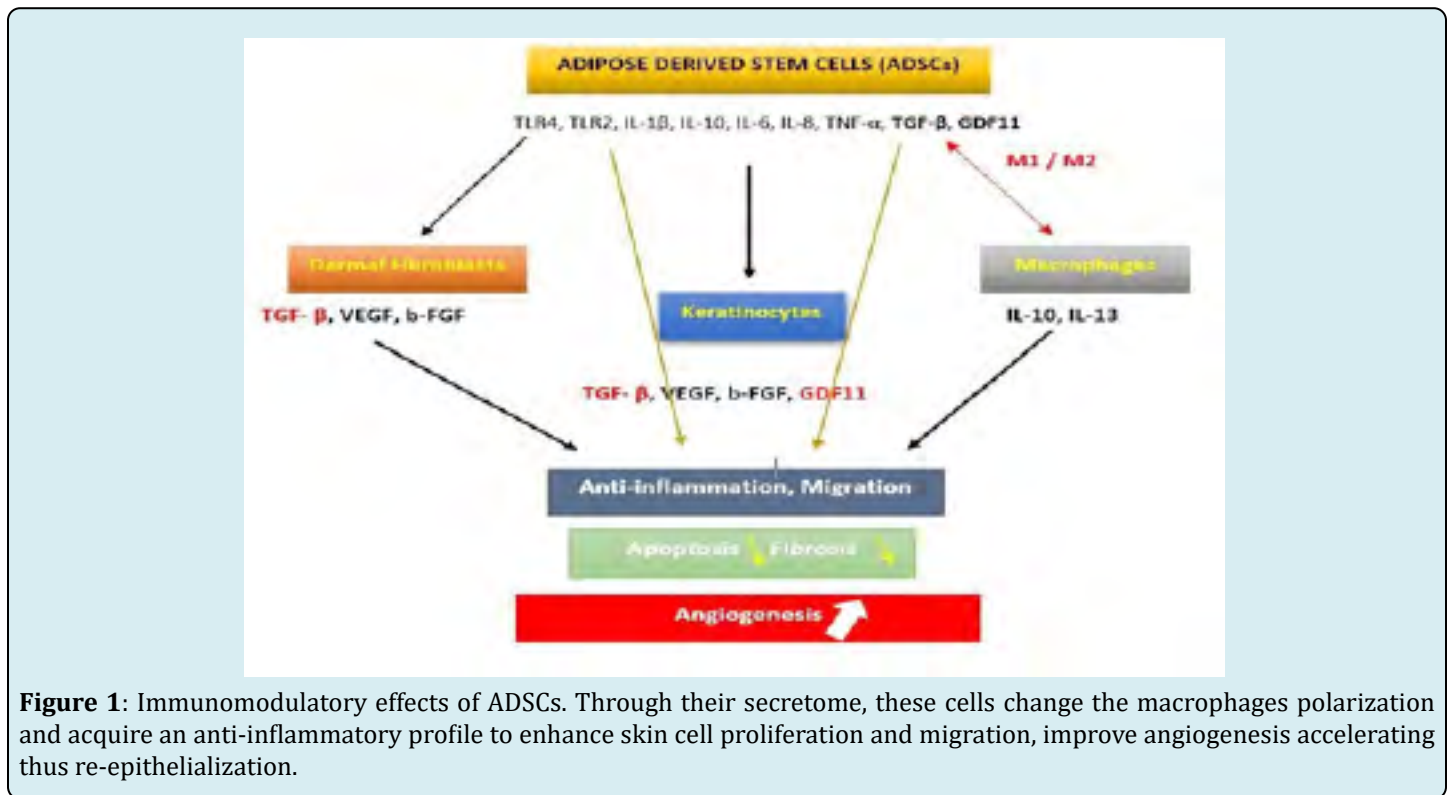 ADIPOSE DERIVED STEM CELLS (ADSCs)
TLR4, TLR2, IL-1β, IL-10, IL-6, IL-8, TNF-α, TGF-β, GDF11
M1 / M2
Dermal Fibroblasts
Macrophages
TGF- β, VEGF, b-FGF
Keratinocytes
IL-10, IL-13
TGF- β, VEGF, b-FGF, GDF11
Anti-inflammation, Migration
Apoptosis Fibrosis
Angiogenesis
Figure 1: Immunomodulatory effects of ADSCs. Through their secretome, these cells change the macrophages polarization
and acquire an anti-inflammatory profile to enhance skin cell proliferation and migration, improve angiogenesis accelerating
thus re-epithelialization.